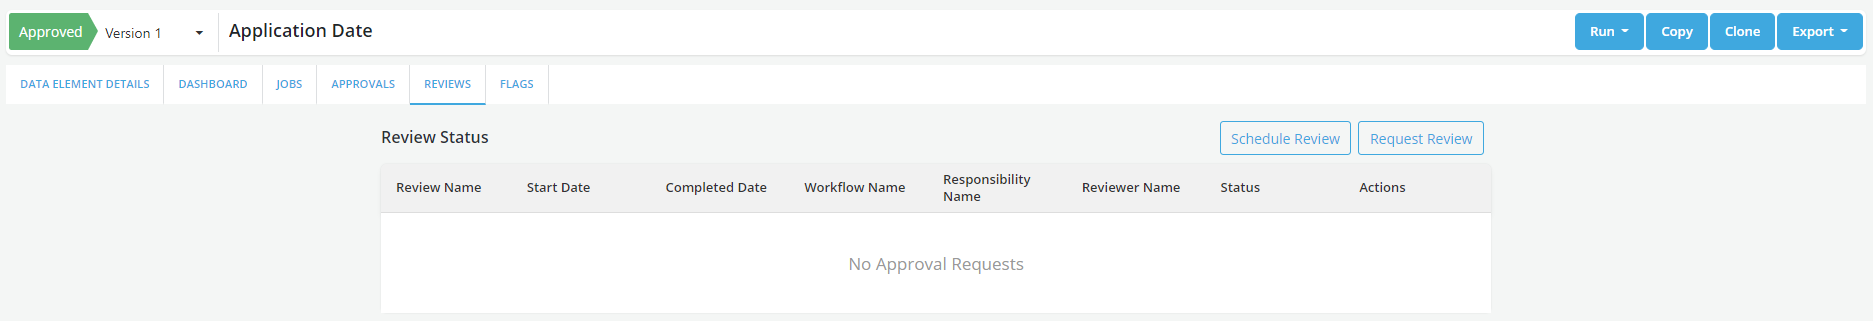 Approved Version 1 Application Date Run Copy Clone Export
DATA ELEMENT DETAILS DASHBOARD JOBS APPROVALS REVIEWS FLAGS
Review Status Schedule Review Request Review
Review Name Start Date Completed Date Workflow Name Responsibility Name Reviewer Name Status Actions
No Approval Requests